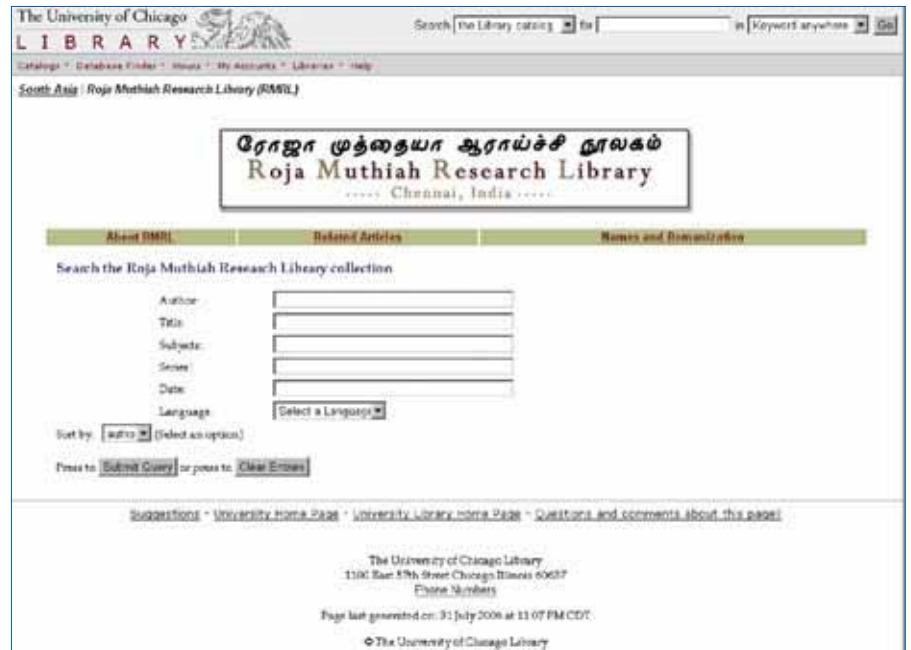 The University of Chicago
LIBRARY
Search the Library catalog for in Keyword anywhere Go
Catalogs * Database Finder * Hours * My Accounts * Libraries * Help
South Asia | Roja Muthiah Research Library (RMRL)
ரோஜா முத்தையா ஆராய்ச்சி நூலகம்
Roja Muthiah Research Library
----- Chennai, India -----
About RMRL Related Articles Names and Romanization
Search the Roja Muthiah Research Library collection
Author:
Title:
Subjects:
Series:
Date:
Language: Select a Language
Sort by: author (Select an option)
Press to Submit Query or press to Clear Entries
Suggestions - University Home Page - University Library Home Page - Questions and comments about this page?
The University of Chicago Library
1100 East 57th Street Chicago Illinois 60637
Phone Numbers
Page last generated on: 31 July 2006 at 11:07 PM CDT
© The University of Chicago Library